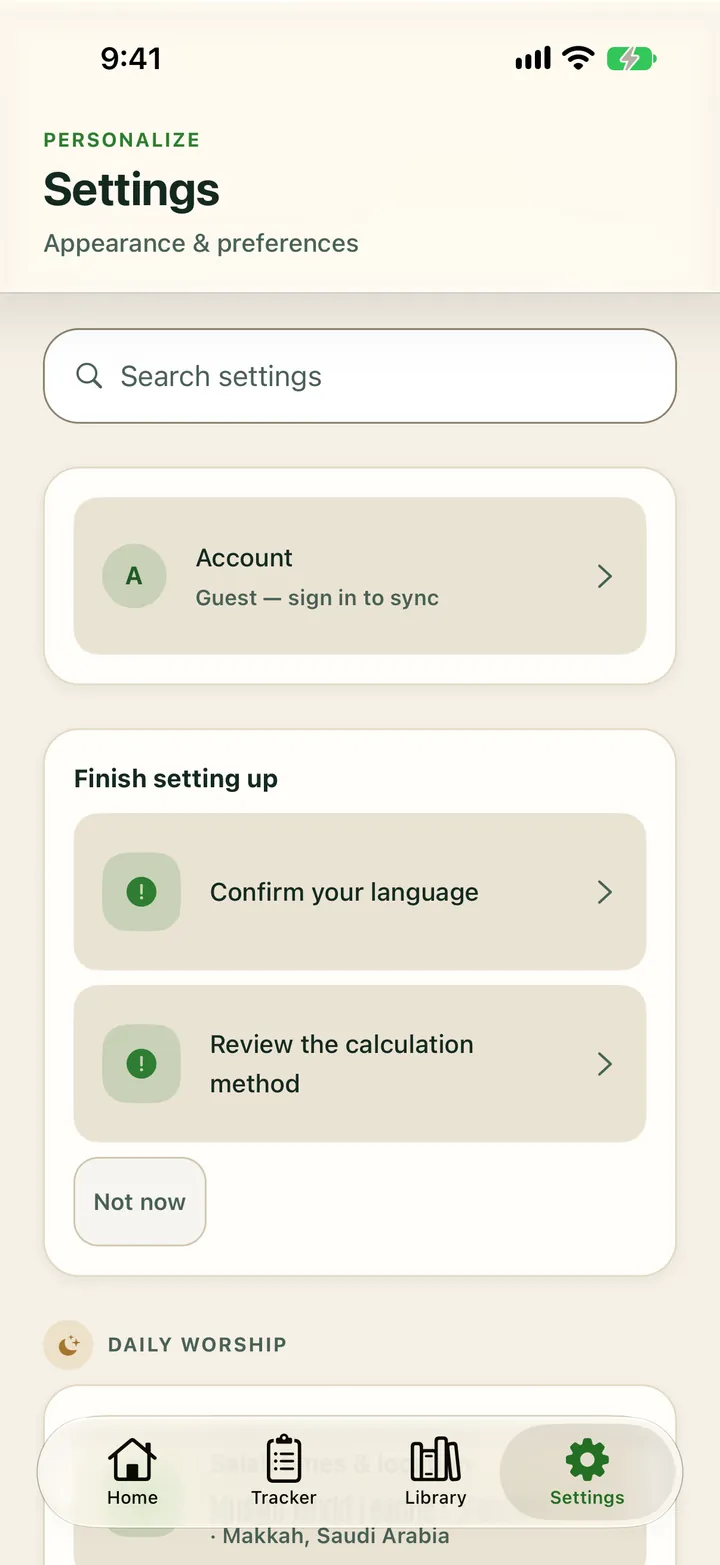 9:41
PERSONALIZE
Settings
Appearance & preferences
Search settings
A
Account
Guest — sign in to sync
Finish setting up
! Confirm your language
! Review the calculation
method
Not now
DAILY WORSHIP
Home Tracker Library Settings
· Makkah, Saudi Arabia